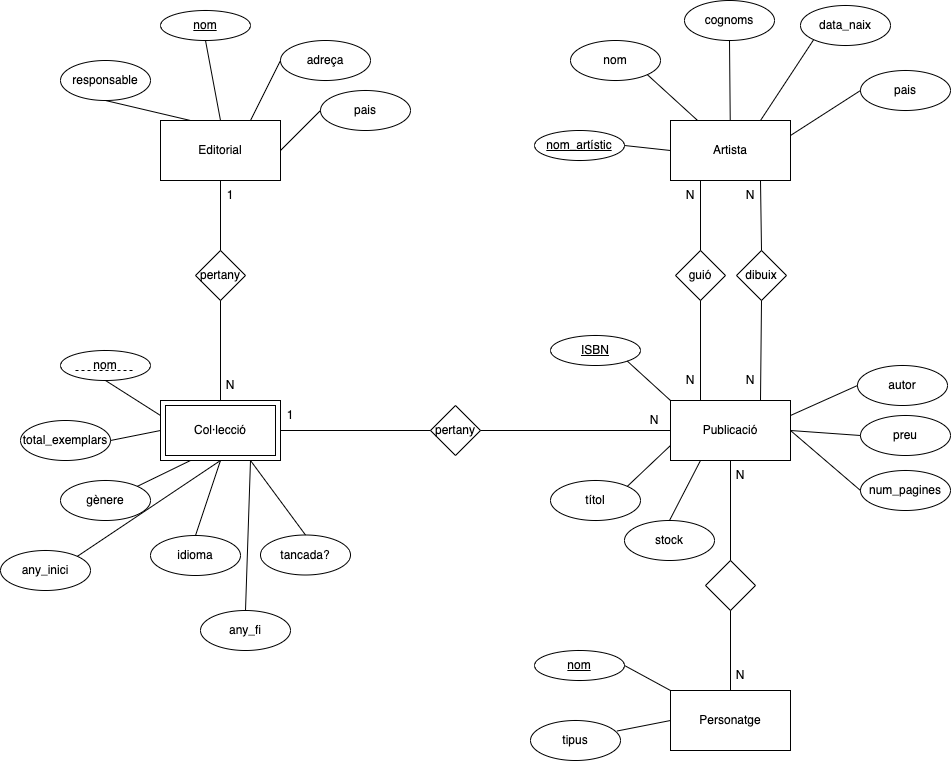 nom
cognoms
data_naix
responsable
adreça
nom
pais
pais
Editorial
nom_artístic
Artista
1
N
N
pertany
guió
dibuix
nom
N
ISBN
N
N
autor
1
Col·lecció
pertany
N
Publicació
total_exemplars
preu
gènere
títol
N
num_pagines
any_inici
idioma
tancada?
stock
any_fi
nom
N
Personatge
tipus